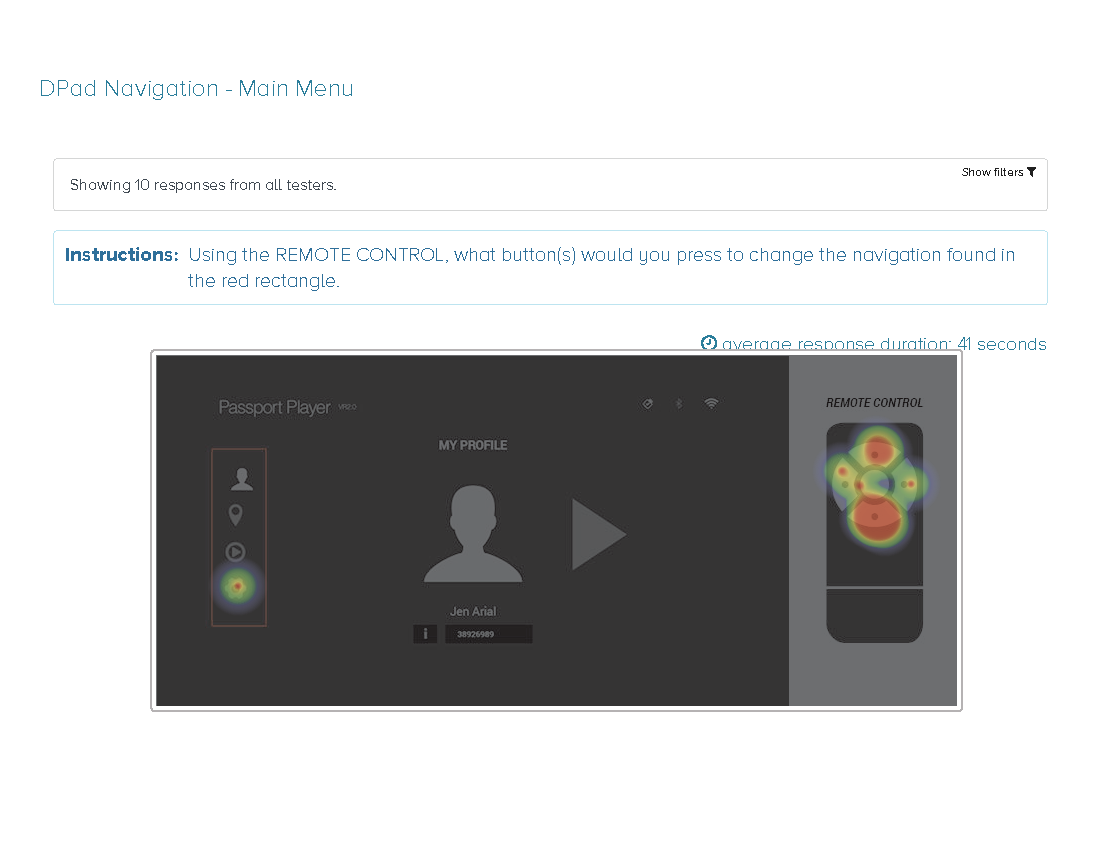 DPad Navigation - Main Menu
Show filters
Showing 10 responses from all testers.
Instructions: Using the REMOTE CONTROL, what button(s) would you press to change the navigation found in
the red rectangle.
average response duration: 41 seconds
Passport Player VR2.0
REMOTE CONTROL
MY PROFILE
Jen Arial
i 38926989